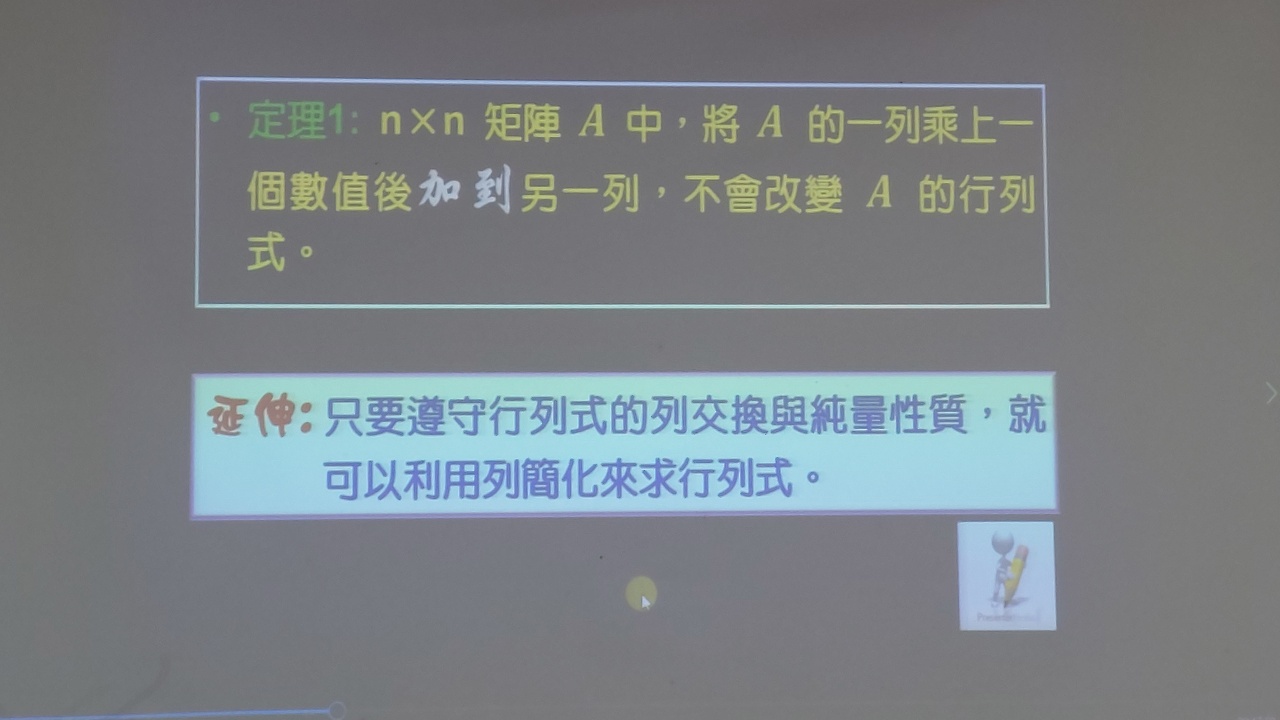 • 定理1: n×n 矩陣 A 中，將 A 的一列乘上一
個數值後加到另一列，不會改變 A 的行列
式。
延伸:只要遵守行列式的列交換與純量性質，就
可以利用列簡化來求行列式。